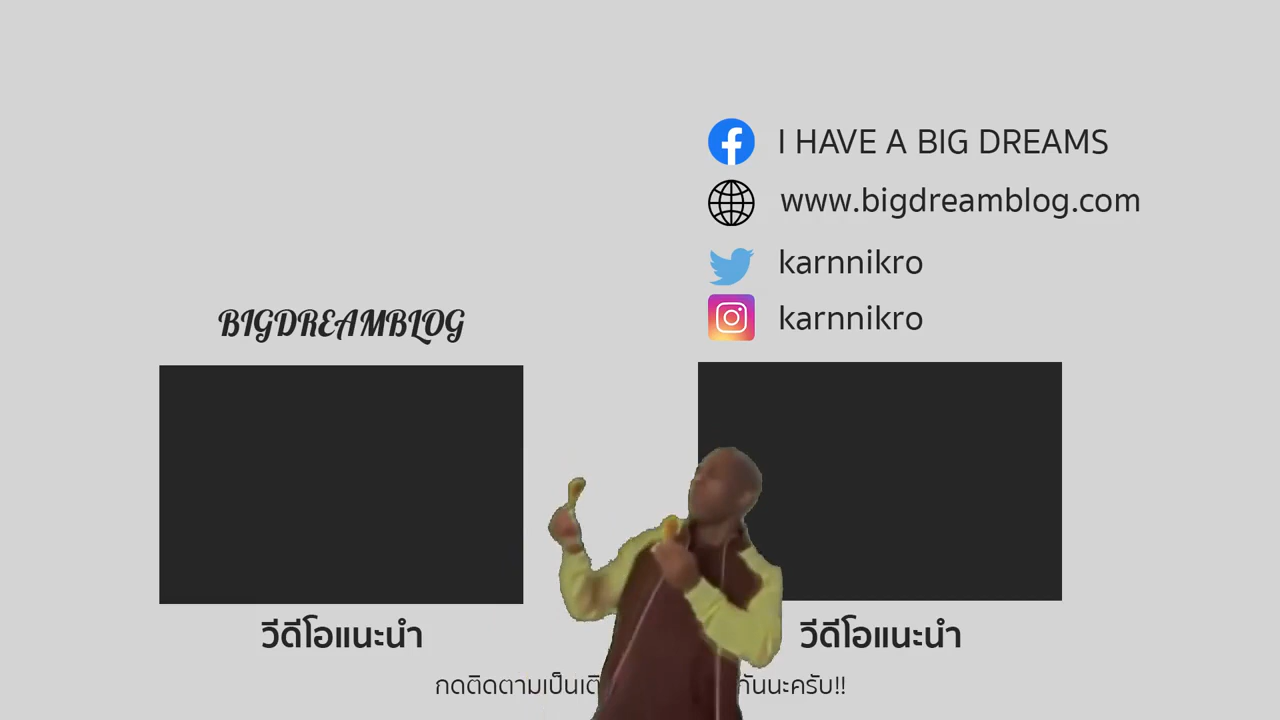 I HAVE A BIG DREAMS
www.bigdreamblog.com
karnnikro
karnnikro
BIGDREAMBLOG
วีดีโอแนะนำ
วีดีโอแนะนำ
กดติดตามเป็น กันนะครับ!!